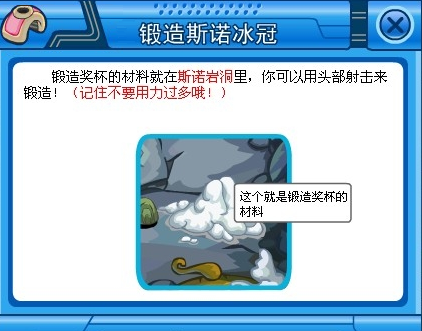 锻造斯诺冰冠
锻造奖杯的材料就在斯诺岩洞里，你可以用头部射击来
锻造！（记住不要用力过多哦！）
这个就是锻造奖杯的
材料